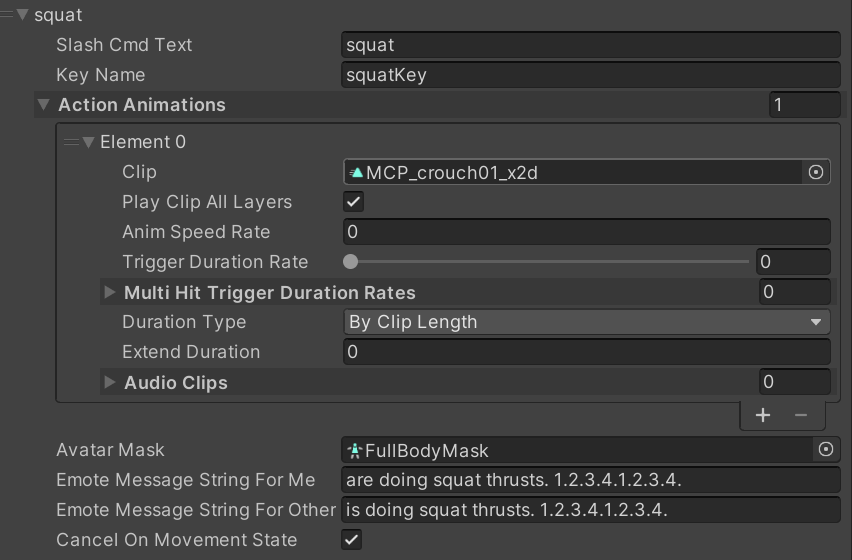 squat
Slash Cmd Text squat
Key Name squatKey
Action Animations 1
Element 0
Clip MCP_crouch01_x2d
Play Clip All Layers
Anim Speed Rate 0
Trigger Duration Rate 0
Multi Hit Trigger Duration Rates 0
Duration Type By Clip Length
Extend Duration 0
Audio Clips 0
+ −
Avatar Mask FullBodyMask
Emote Message String For Me are doing squat thrusts. 1.2.3.4.1.2.3.4.
Emote Message String For Other is doing squat thrusts. 1.2.3.4.1.2.3.4.
Cancel On Movement State